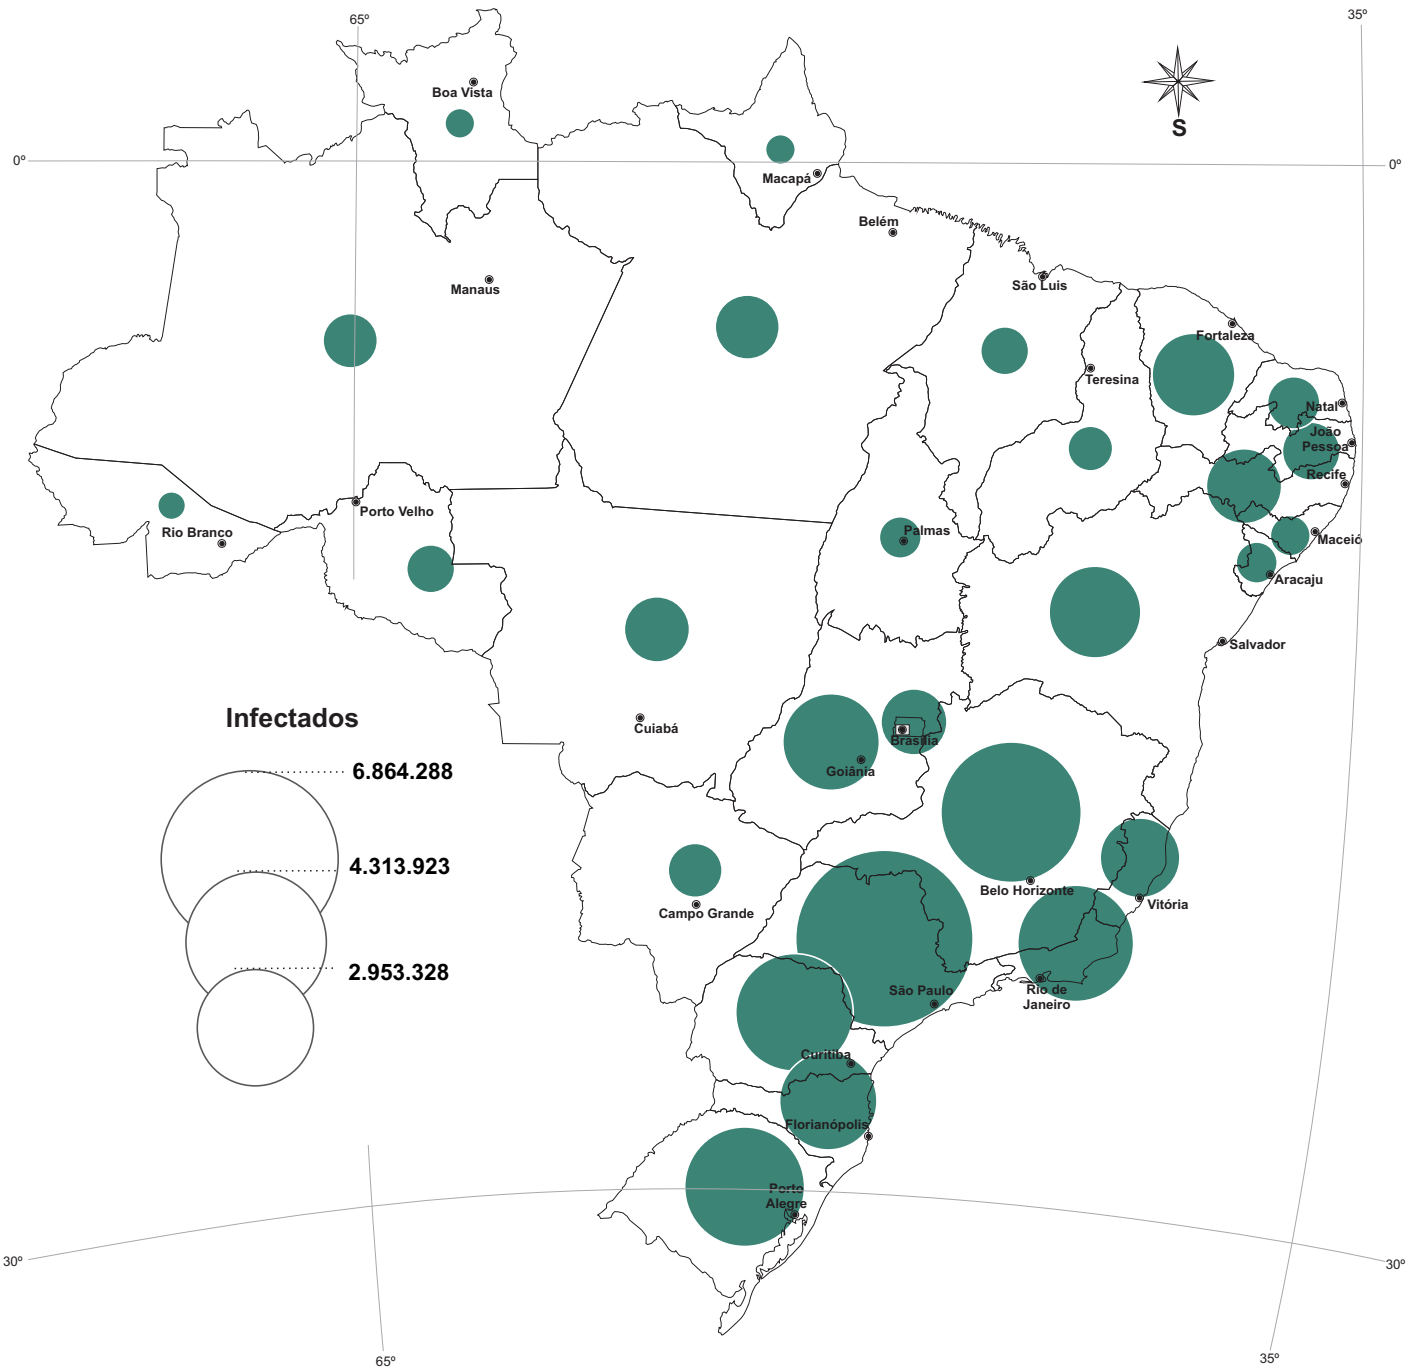 65º
35º
Boa Vista
S
0º
0º
Macapá
Belém
Manaus
São Luis
Fortaleza
Teresina
Natal
João
Pessoa
Recife
Porto Velho
Rio Branco
Palmas
Maceió
Aracaju
Salvador
Infectados
Cuiabá
Brasília
Goiânia
6.864.288
4.313.923
2.953.328
Belo Horizonte
Campo Grande
Vitória
São Paulo
Rio de
Janeiro
Curitiba
Florianópolis
Porto
Alegre
30º
30º
65º
35º